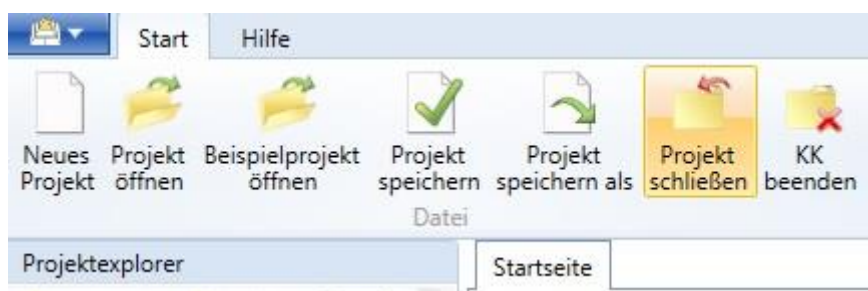 Start Hilfe
Neues Projekt Beispielprojekt Projekt Projekt Projekt KK
Projekt öffnen öffnen speichern speichern als schließen beenden
Datei
Projektexplorer Startseite